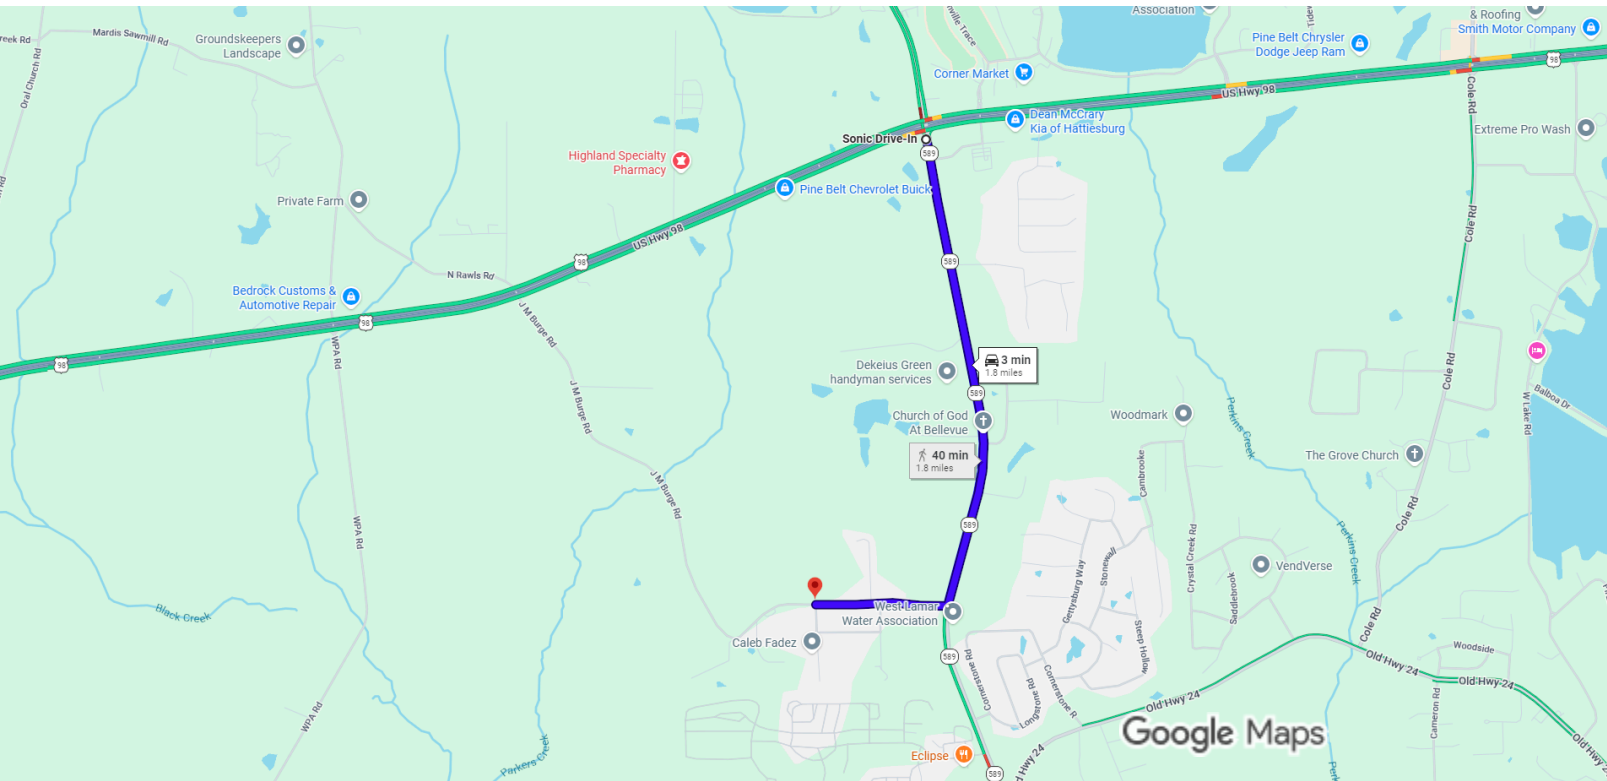 Association
& Roofing
Smith Motor Company
Mardis Sawmill Rd
Groundskeepers
Landscape
Pine Belt Chrysler
Dodge Jeep Ram
98
Oral Church Rd
Corner Market
US Hwy 98
Cole Rd
Dean McCrary
Kia of Hattiesburg
Extreme Pro Wash
Sonic Drive-In
589
Highland Specialty
Pharmacy
Pine Belt Chevrolet Buick
Private Farm
Cole Rd
US Hwy 98
98
589
N Rawls Rd
Bedrock Customs &
Automotive Repair
98
J M Burge Rd
WPA Rd
98
3 min
1.8 miles
Dekeius Green
handyman services
589
Cole Rd
J M Burge Rd
Balboa Dr
W Lake Rd
Church of God
At Bellevue
Woodmark
Perkins Creek
40 min
1.8 miles
The Grove Church
Cambrooke
J M Burge Rd
589
Cole Rd
WPA Rd
Perkins Creek
Stonewall
Crystal Creek Rd
Gettysburg Way
VendVerse
Saddlebrook
Black Creek
West Lamar
Water Association
Cole Rd
Caleb Fadez
Steep Hollow
589
Cornerstone Rd
Woodside
Old Hwy 24
Longstone Rd
Cornerstone R
Old Hwy 24
Old Hwy 24
Cameron Rd
WPA Rd
Google Maps
Old Hwy 2
Parkers Creek
Eclipse
d Hwy 24
589
Perki